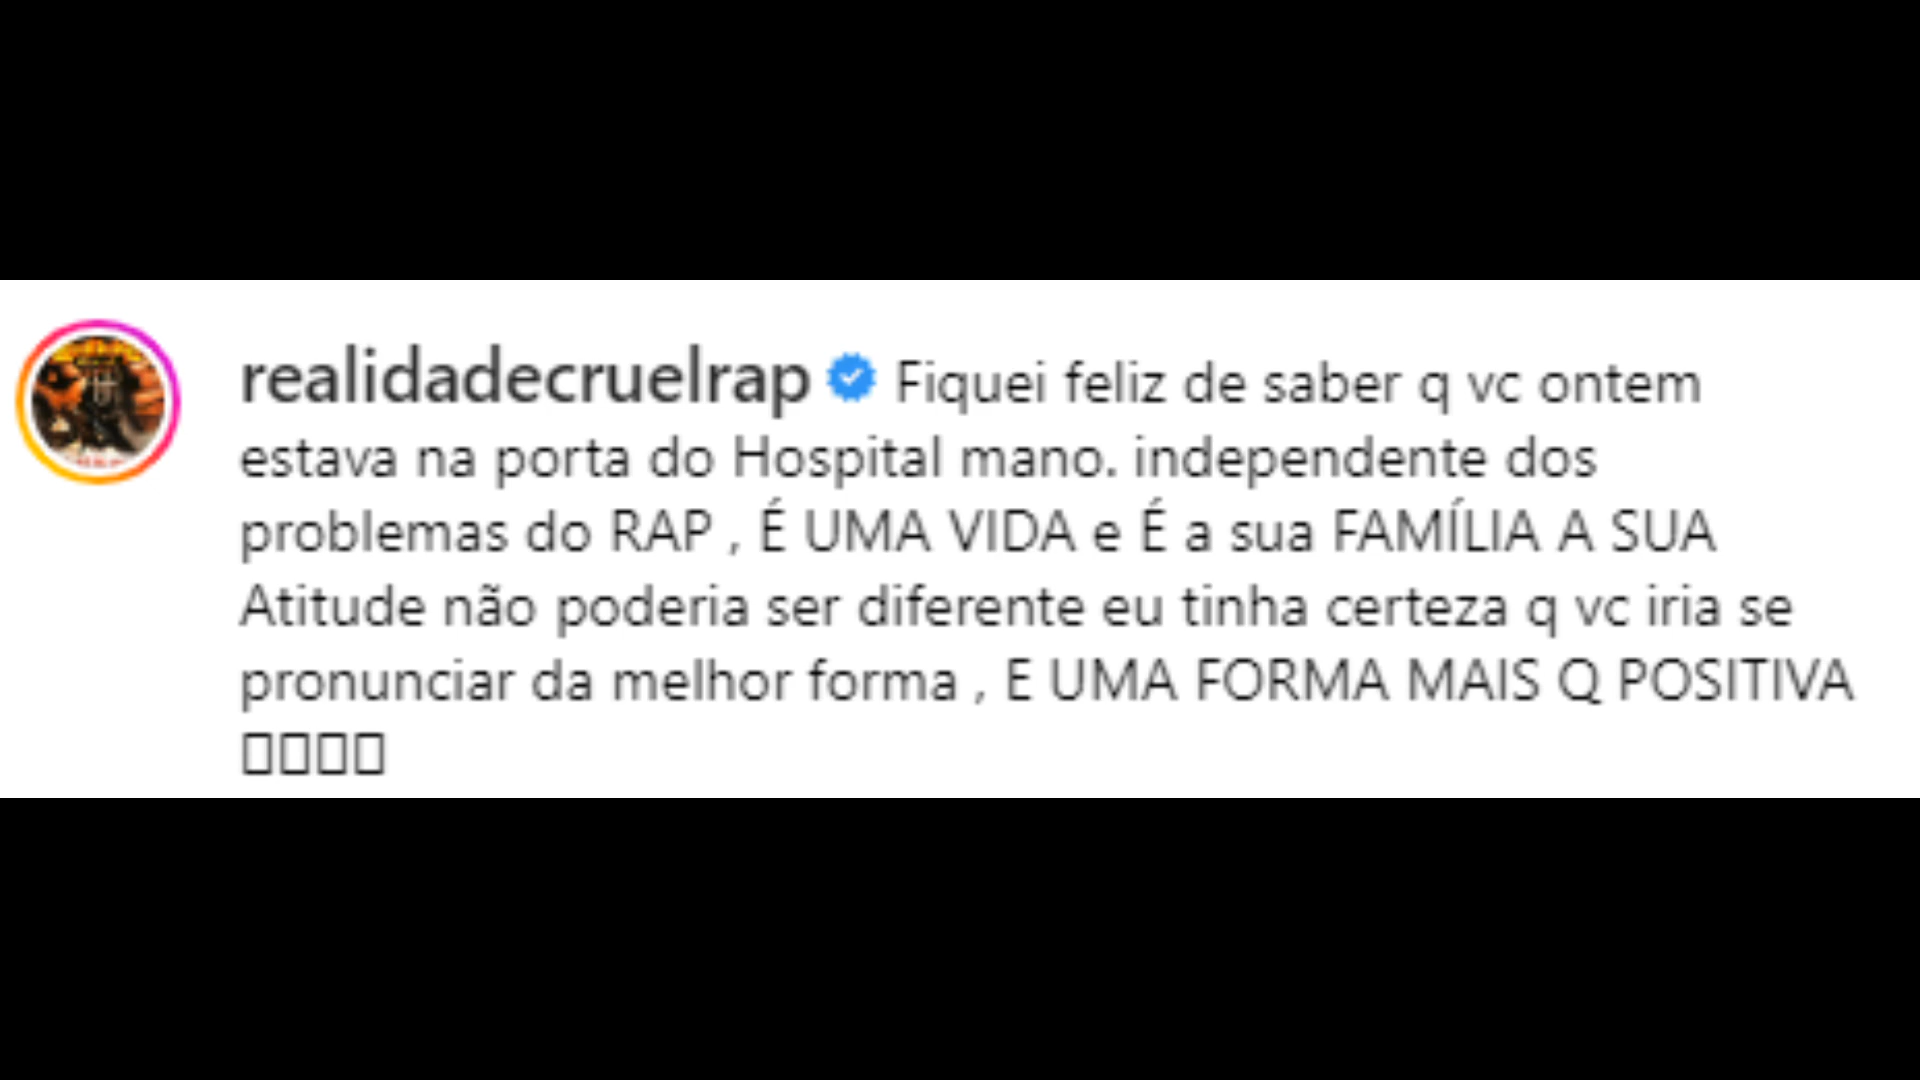 realidadecruelrap Fiquei feliz de saber q vc ontem
estava na porta do Hospital mano. independente dos
problemas do RAP , É UMA VIDA e É a sua FAMÍLIA A SUA
Atitude não poderia ser diferente eu tinha certeza q vc iria se
pronunciar da melhor forma , E UMA FORMA MAIS Q POSITIVA